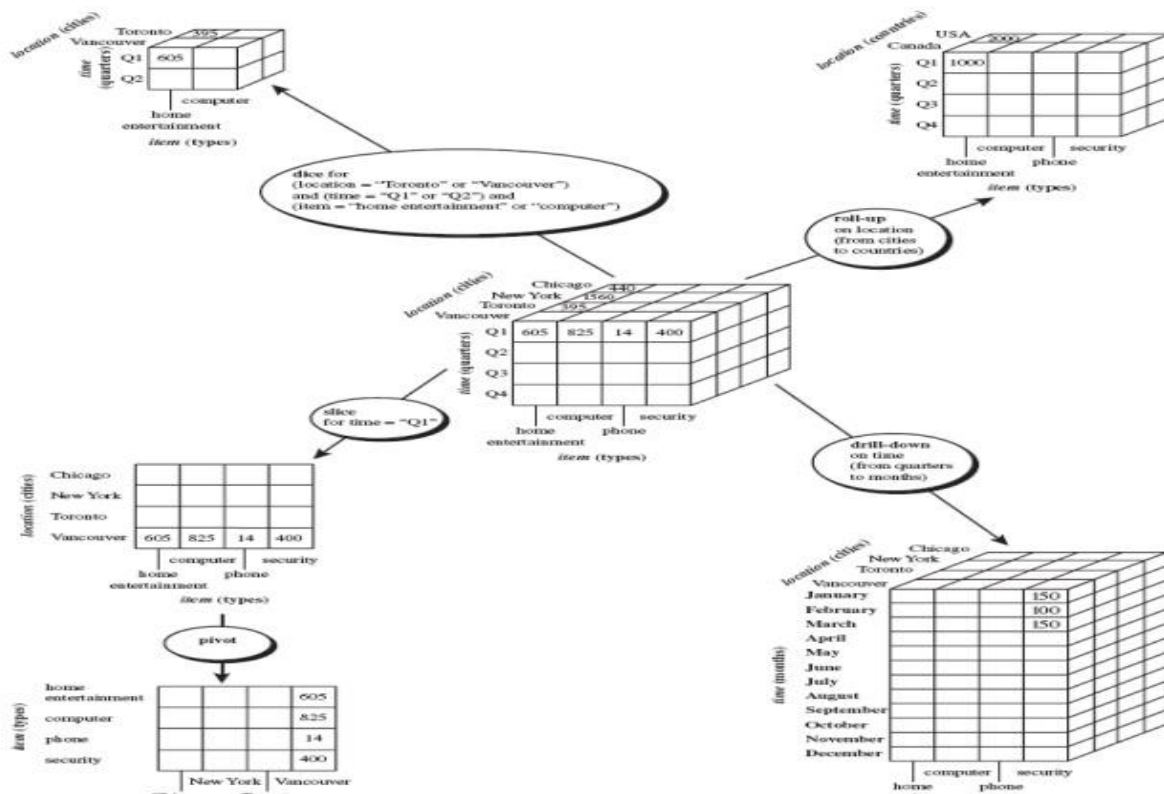 location (cities)
Toronto
395
Vancouver
Q1
605
Q2
time
(quarters)
computer
home
entertainment
item (types)
location (countries)
USA
2000
Canada
Q1
1000
Q2
Q3
Q4
time (quarters)
computer
security
home
phone
entertainment
item (types)
dice for
(location = "Toronto" or "Vancouver")
and (time = "Q1" or "Q2") and
(item = "home entertainment" or "computer")
roll-up
on location
(from cities
to countries)
location (cities)
Chicago
440
New York
1560
Toronto
395
Vancouver
Q1
605 825 14 400
Q2
Q3
Q4
time (quarters)
computer
security
home
phone
entertainment
item (types)
slice
for time = "Q1"
drill-down
on time
(from quarters
to months)
location (cities)
Chicago
New York
Toronto
Vancouver
605 825 14 400
computer
security
home
phone
entertainment
item (types)
pivot
item (types)
home
entertainment
605
computer
825
phone
14
security
400
New York
Vancouver
location (cities)
Chicago
New York
Toronto
Vancouver
January
150
February
100
March
150
April
May
June
July
August
September
October
November
December
time (months)
computer
security
home
phone